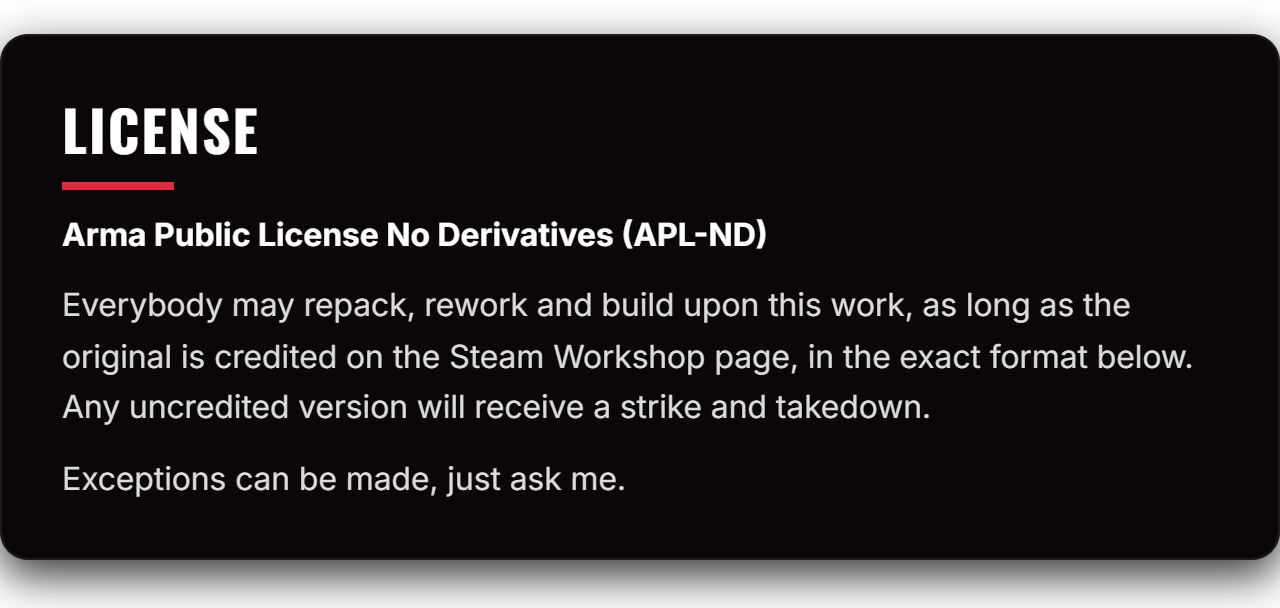 LICENSE
Arma Public License No Derivatives (APL-ND)
Everybody may repack, rework and build upon this work, as long as the
original is credited on the Steam Workshop page, in the exact format below.
Any uncredited version will receive a strike and takedown.
Exceptions can be made, just ask me.